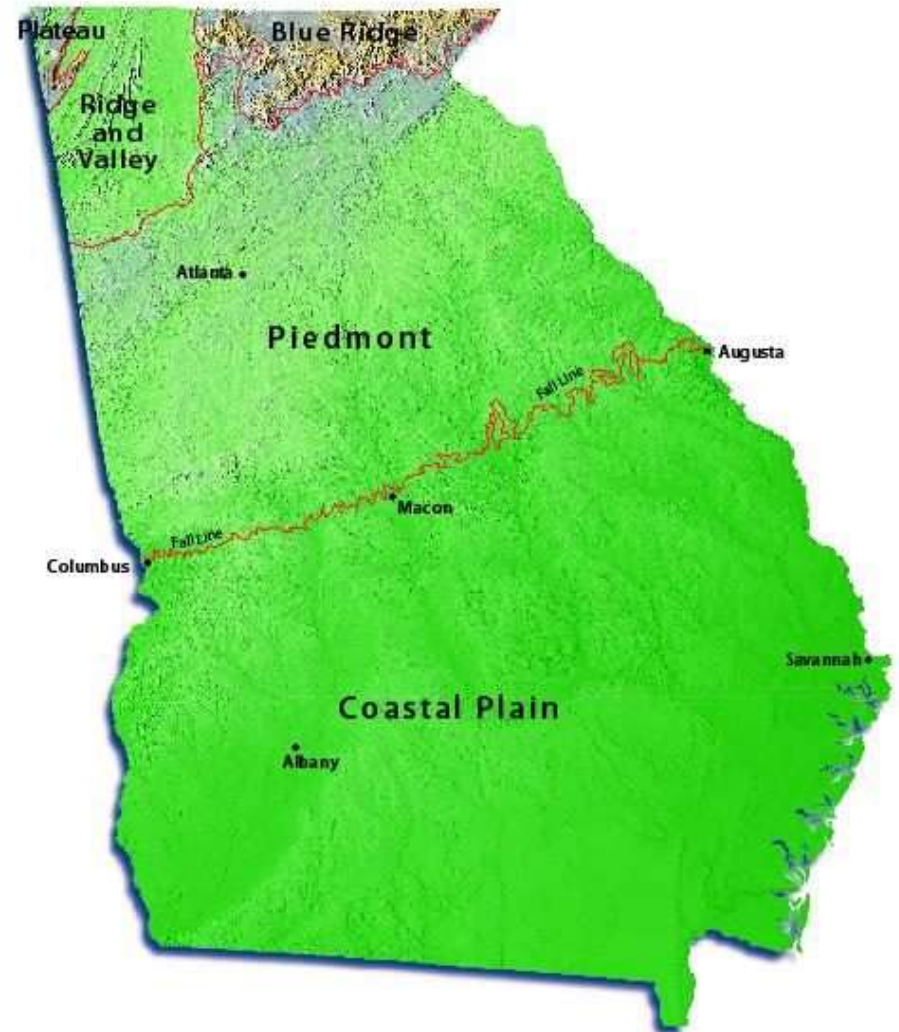 Plateau
Blue Ridge
Ridge
and
Valley
Atlanta
Piedmont
Augusta
Fall Line
Macon
Fall Line
Columbus
Savannah
Coastal Plain
Albany